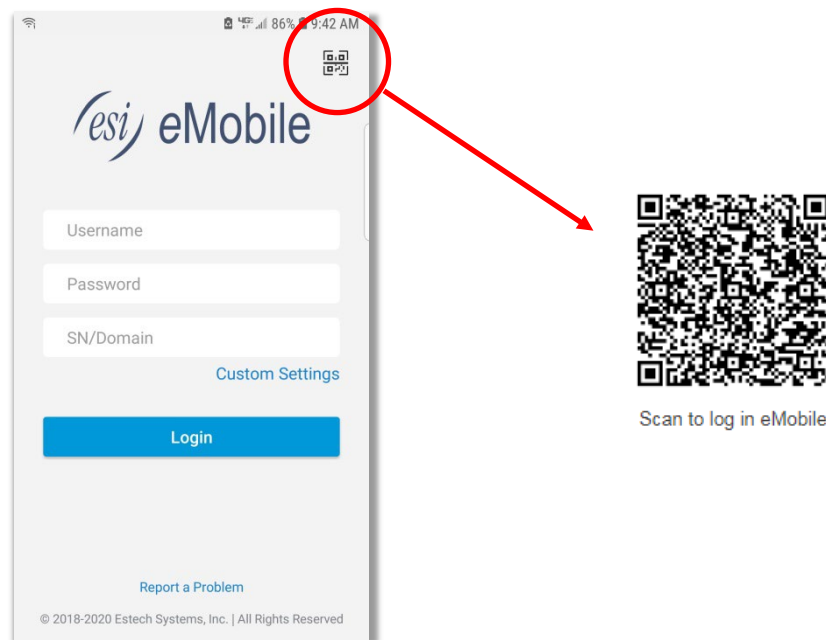 86% 9:42 AM
esi eMobile
Username
Password
SN/Domain
Custom Settings
Login
Report a Problem
© 2018-2020 Estech Systems, Inc. | All Rights Reserved
Scan to log in eMobile